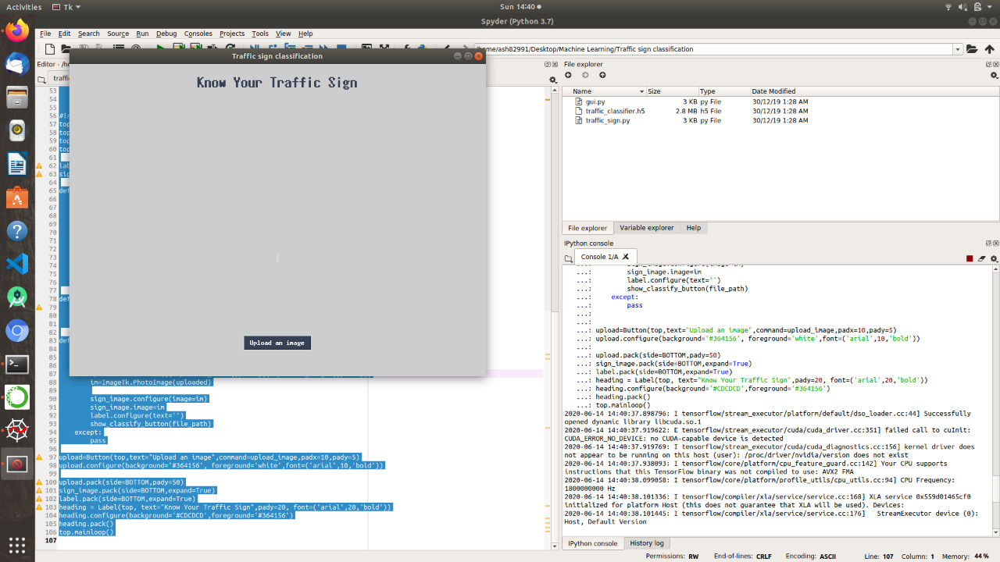 Activities
Tk
Sun 14:40
Spyder (Python 3.7)
File Edit Search Source Run Debug Consoles Projects Tools View Help
/home/ash82991/Desktop/Machine Learning/Traffic sign classification
Editor - /ho
Traffic sign classification
Know Your Traffic Sign
Upload an image
53
54
55
56
57 top
58 top
59 top
60 top
61
62 lab
63 sig
64
65 def
66
67
68
69
70
71
72
73
74
75
76
77
78 def
79
80
81
82
83 def
84
85
86
87
88 im=ImageTk.PhotoImage(uploaded)
89
90 sign_image.configure(image=im)
91 sign_image.image=im
92 label.configure(text='')
93 show_classify_button(file_path)
94 except:
95 pass
96
97 upload=Button(top,text="Upload an image",command=upload_image,padx=10,pady=5)
98 upload.configure(background='#364156', foreground='white',font=('arial',10,'bold'))
99
100 upload.pack(side=BOTTOM,pady=50)
101 sign_image.pack(side=BOTTOM,expand=True)
102 label.pack(side=BOTTOM,expand=True)
103 heading = Label(top, text="Know Your Traffic Sign",pady=20, font=('arial',20,'bold'))
104 heading.configure(background='#CDCDCD',foreground='#364156')
105 heading.pack()
106 top.mainloop()
107
File explorer
Name Size Type Date Modified
gui.py 3 KB py File 30/12/19 1:28 AM
traffic_classifier.h5 2.8 MB h5 File 30/12/19 1:28 AM
traffic_sign.py 3 KB py File 30/12/19 1:28 AM
File explorer Variable explorer Help
IPython console
Console 1/A
...: sign_image.image=im
...: label.configure(text='')
...: show_classify_button(file_path)
...: except:
...: pass
...:
...:
...: upload=Button(top,text="Upload an image",command=upload_image,padx=10,pady=5)
...: upload.configure(background='#364156', foreground='white',font=('arial',10,'bold'))
...:
...: upload.pack(side=BOTTOM,pady=50)
...: sign_image.pack(side=BOTTOM,expand=True)
...: label.pack(side=BOTTOM,expand=True)
...: heading = Label(top, text="Know Your Traffic Sign",pady=20, font=('arial',20,'bold'))
...: heading.configure(background='#CDCDCD',foreground='#364156')
...: heading.pack()
...: top.mainloop()
2020-06-14 14:40:37.898796: I tensorflow/stream_executor/platform/default/dso_loader.cc:44] Successfully
opened dynamic library libcuda.so.1
2020-06-14 14:40:37.919622: E tensorflow/stream_executor/cuda/cuda_driver.cc:351] failed call to cuInit:
CUDA_ERROR_NO_DEVICE: no CUDA-capable device is detected
2020-06-14 14:40:37.919769: I tensorflow/stream_executor/cuda/cuda_diagnostics.cc:156] kernel driver does
not appear to be running on this host (user): /proc/driver/nvidia/version does not exist
2020-06-14 14:40:37.938093: I tensorflow/core/platform/cpu_feature_guard.cc:142] Your CPU supports
instructions that this TensorFlow binary was not compiled to use: AVX2 FMA
2020-06-14 14:40:38.099058: I tensorflow/core/platform/profile_utils/cpu_utils.cc:94] CPU Frequency:
1800000000 Hz
2020-06-14 14:40:38.101336: I tensorflow/compiler/xla/service/service.cc:168] XLA service 0x559d01465cf0
initialized for platform Host (this does not guarantee that XLA will be used). Devices:
2020-06-14 14:40:38.101445: I tensorflow/compiler/xla/service/service.cc:176] StreamExecutor device (0):
Host, Default Version
IPython console History log
Permissions: RW End-of-lines: CRLF Encoding: ASCII Line: 107 Column: 1 Memory: 44 %